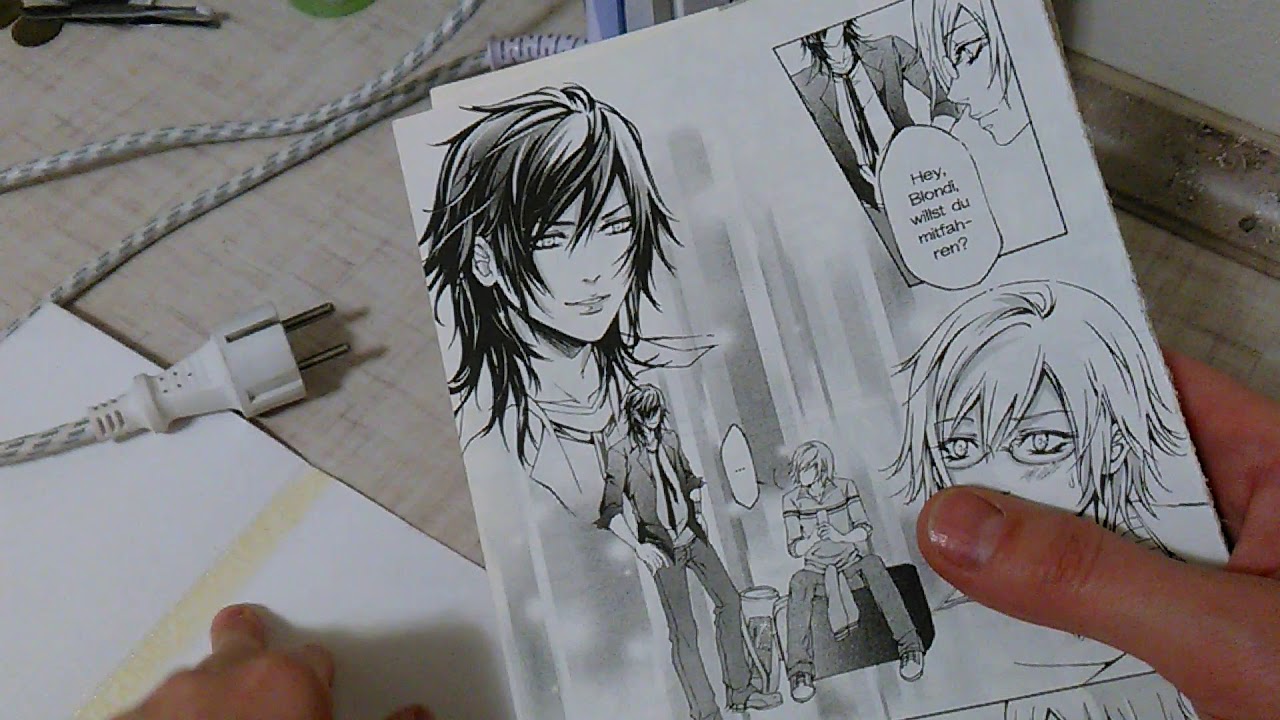 Hey,
Blondi,
willst du
mitfah-
ren?
...